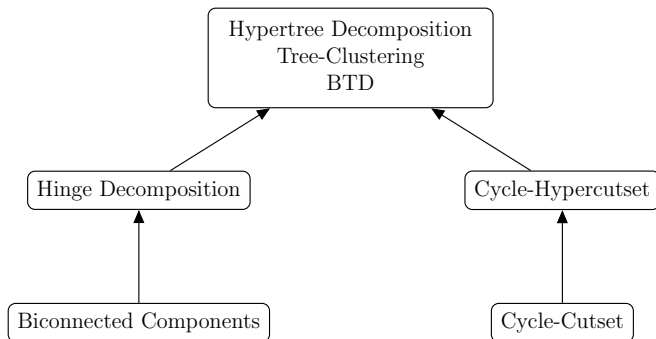 Hypertree Decomposition
Tree-Clustering
BTD
Hinge Decomposition
Cycle-Hypercutset
Biconnected Components
Cycle-Cutset